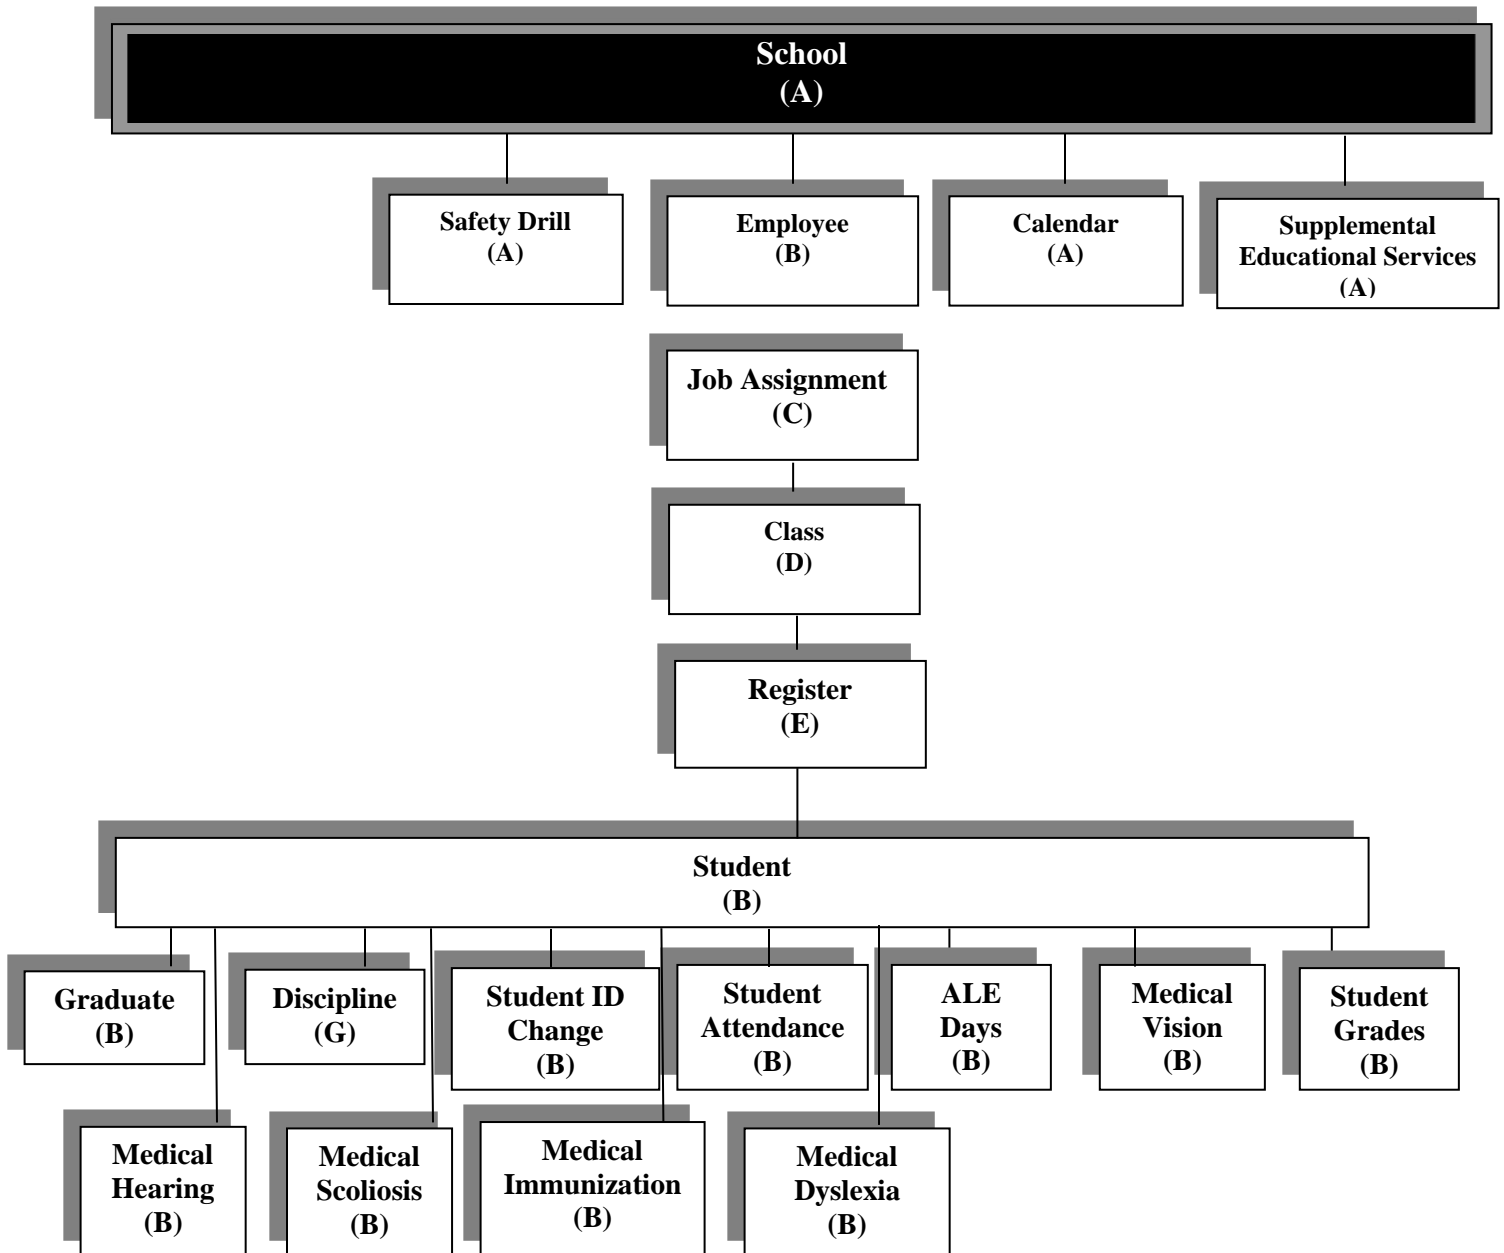 School
(A)
Safety Drill
(A)
Employee
(B)
Calendar
(A)
Supplemental
Educational Services
(A)
Job Assignment
(C)
Class
(D)
Register
(E)
Student
(B)
Graduate
(B)
Discipline
(G)
Student ID
Change
(B)
Student
Attendance
(B)
ALE
Days
(B)
Medical
Vision
(B)
Student
Grades
(B)
Medical
Hearing
(B)
Medical
Scoliosis
(B)
Medical
Immunization
(B)
Medical
Dyslexia
(B)